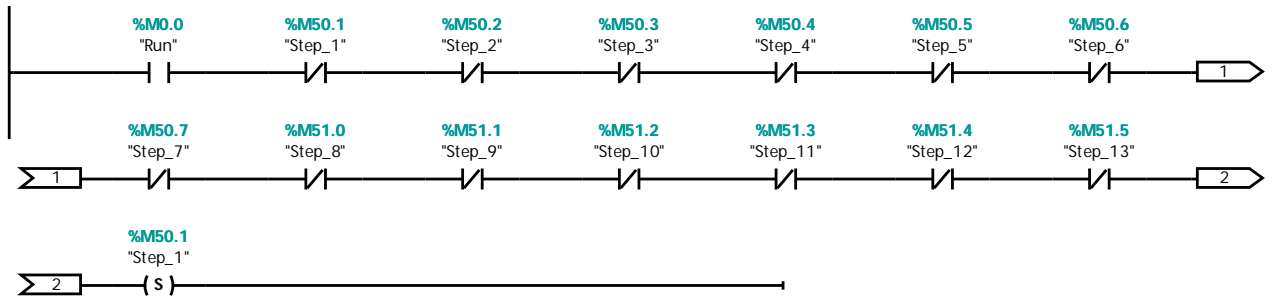 %M0.0 %M50.1 %M50.2 %M50.3 %M50.4 %M50.5 %M50.6
"Run" "Step_1" "Step_2" "Step_3" "Step_4" "Step_5" "Step_6"
1
%M50.7 %M51.0 %M51.1 %M51.2 %M51.3 %M51.4 %M51.5
"Step_7" "Step_8" "Step_9" "Step_10" "Step_11" "Step_12" "Step_13"
1 2
%M50.1
"Step_1"
2 S